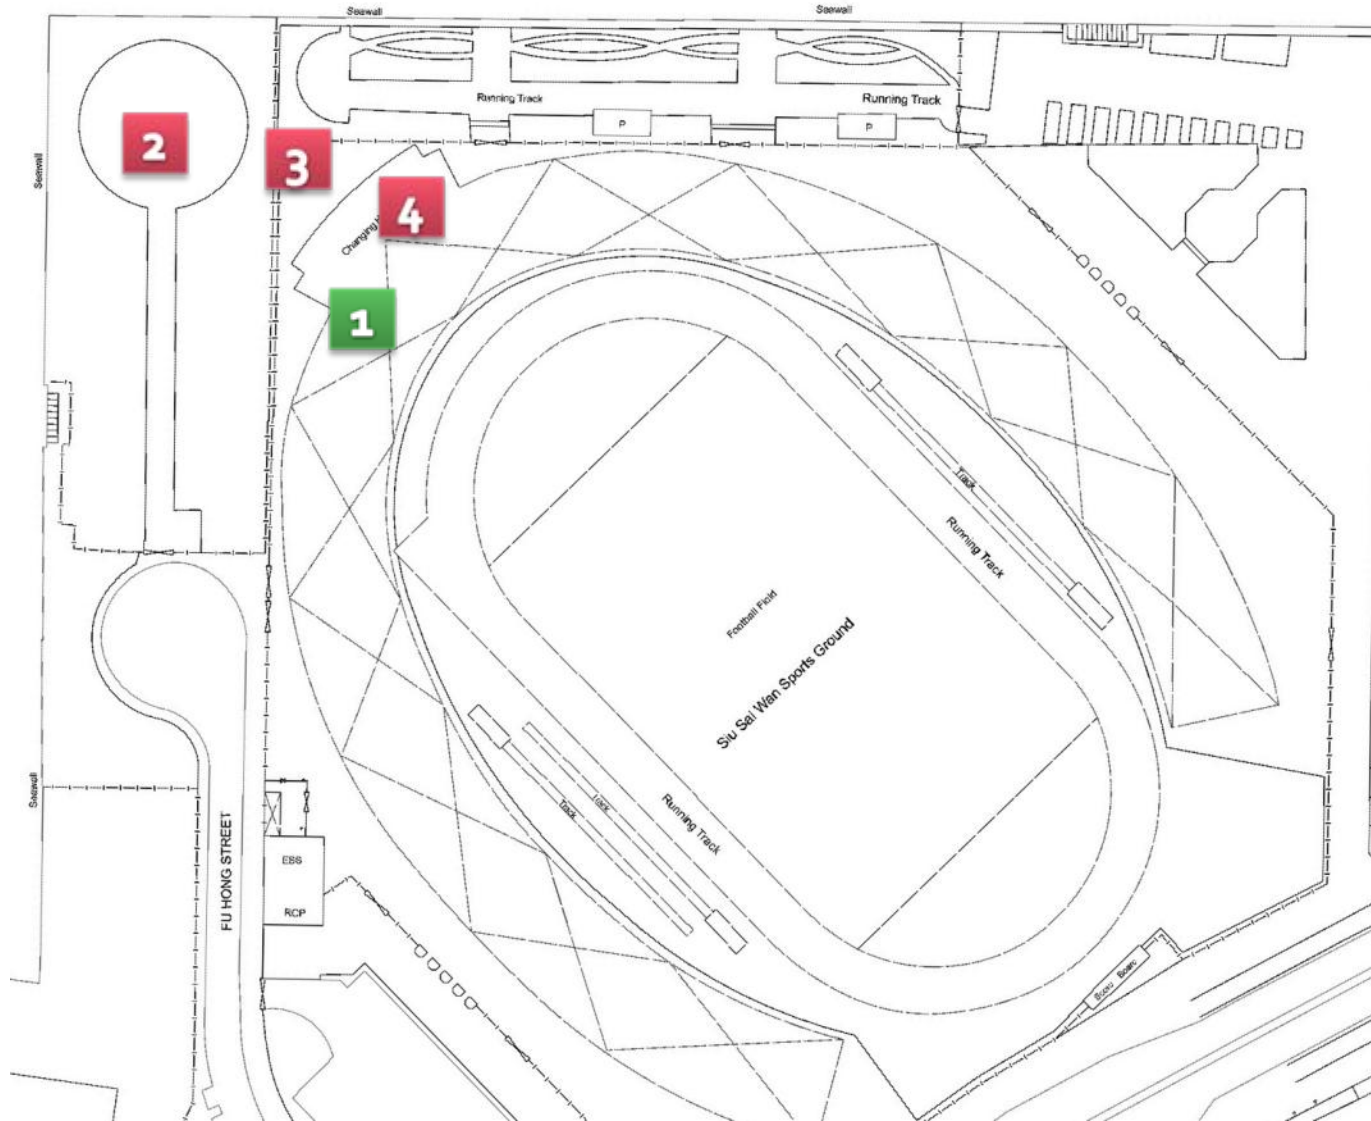 Seawall
Seawall
Running Track
Running Track
P
P
2
3
4
Changing
1
Seawall
Track
Running Track
Football Field
Siu Sai Wan Sports Ground
Seawall
Track
Track
Running Track
FU HONG STREET
ESS
RCP
Board